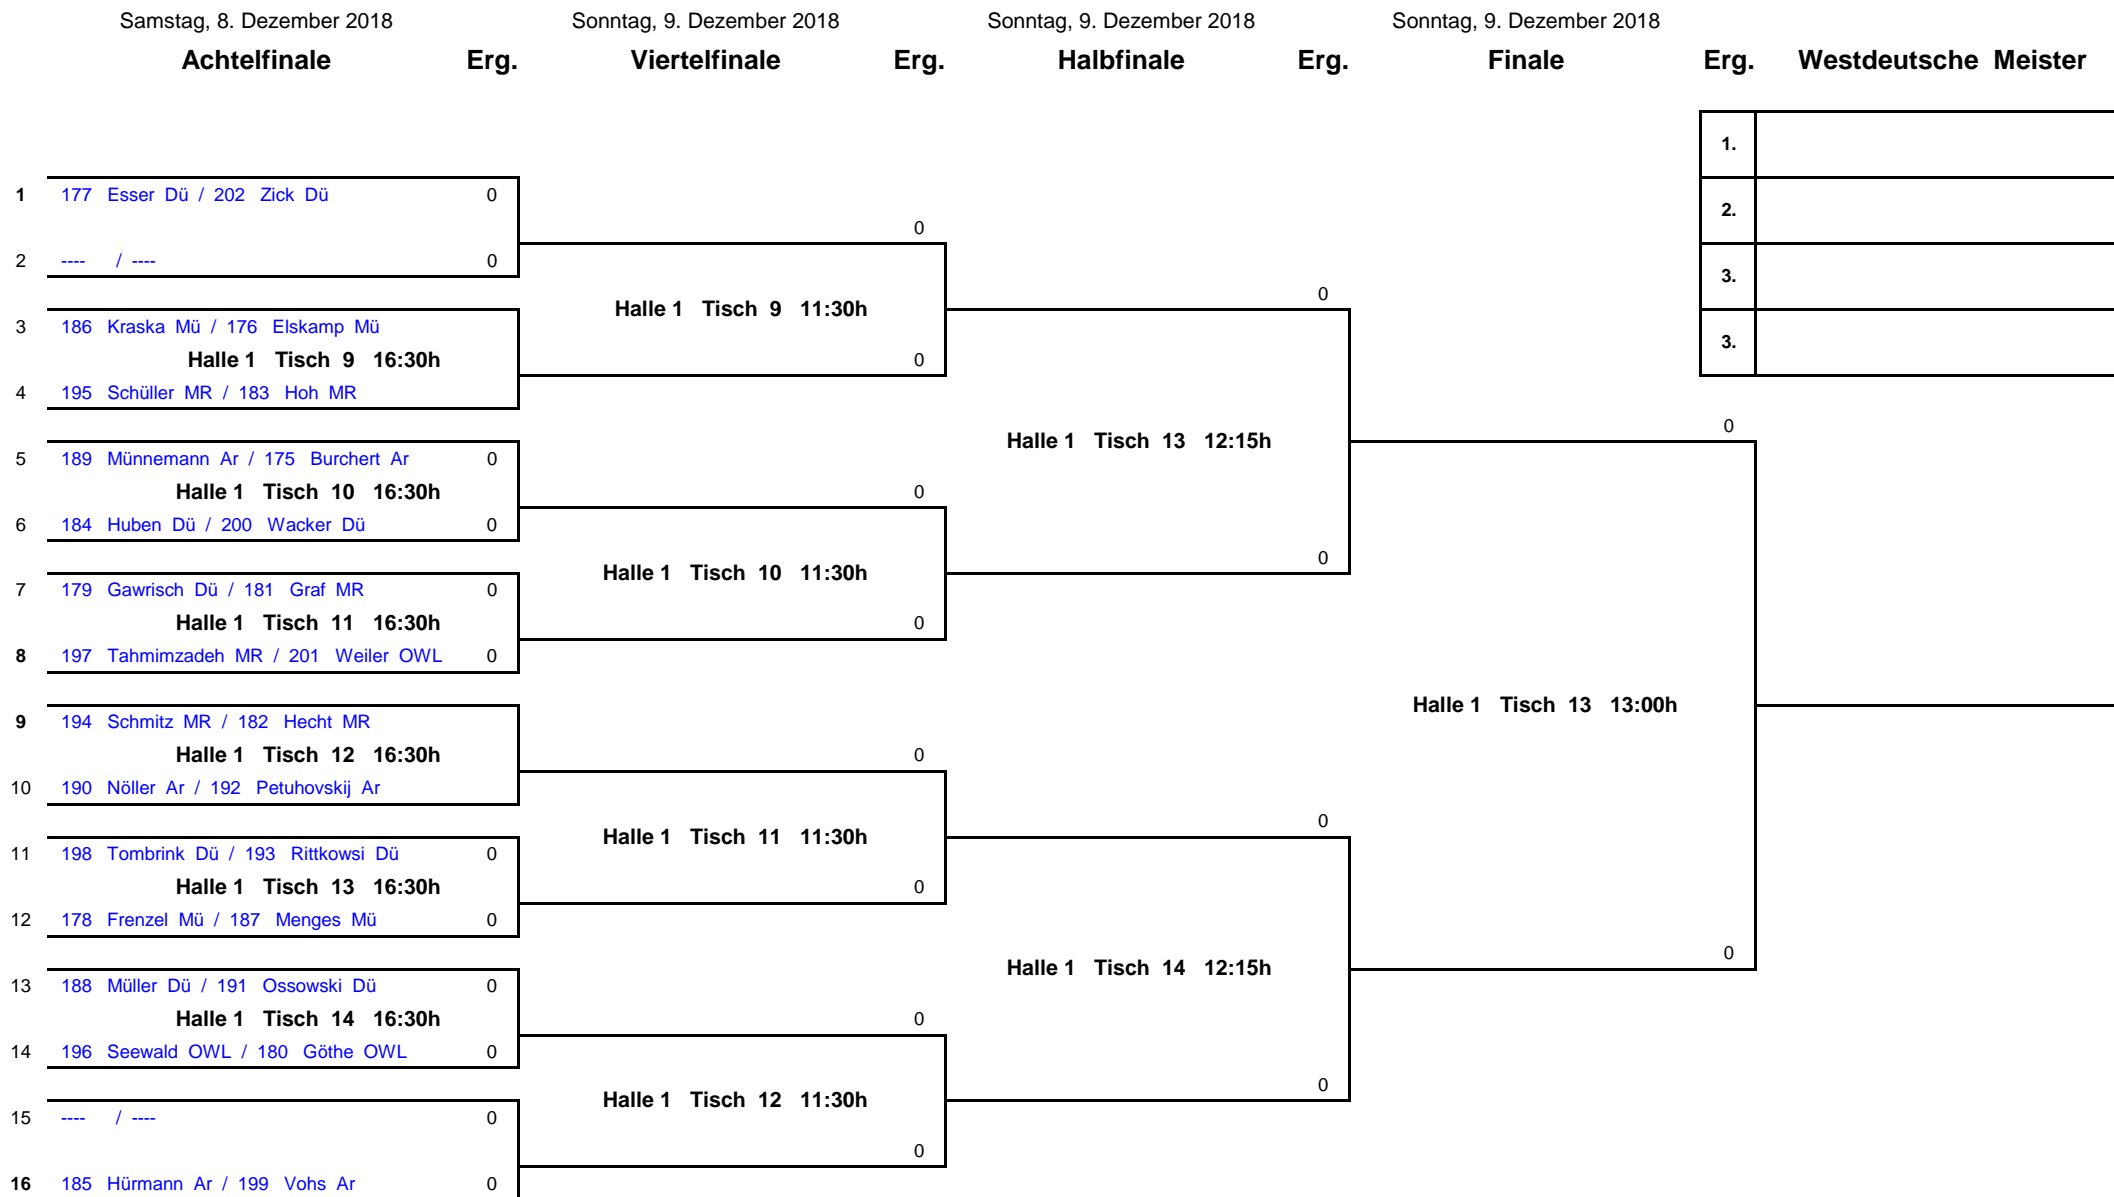 Samstag, 8. Dezember 2018 Sonntag, 9. Dezember 2018 Sonntag, 9. Dezember 2018 Sonntag, 9. Dezember 2018
Achtelfinale Erg. Viertelfinale Erg. Halbfinale Erg. Finale Erg. Westdeutsche Meister
1.
1 177 Esser Dü / 202 Zick Dü 0
2.
0
2 ---- / ---- 0
3.
0
Halle 1 Tisch 9 11:30h
3 186 Kraska Mü / 176 Elskamp Mü
3.
Halle 1 Tisch 9 16:30h 0
4 195 Schüller MR / 183 Hoh MR
0
Halle 1 Tisch 13 12:15h
5 189 Münnemann Ar / 175 Burchert Ar 0
Halle 1 Tisch 10 16:30h 0
6 184 Huben Dü / 200 Wacker Dü 0
0
Halle 1 Tisch 10 11:30h
7 179 Gawrisch Dü / 181 Graf MR 0
Halle 1 Tisch 11 16:30h 0
8 197 Tahmimzadeh MR / 201 Weiler OWL 0
Halle 1 Tisch 13 13:00h
9 194 Schmitz MR / 182 Hecht MR
Halle 1 Tisch 12 16:30h 0
10 190 Nöller Ar / 192 Petuhovskij Ar
0
Halle 1 Tisch 11 11:30h
11 198 Tombrink Dü / 193 Rittkowsi Dü 0
Halle 1 Tisch 13 16:30h 0
12 178 Frenzel Mü / 187 Menges Mü 0
0
Halle 1 Tisch 14 12:15h
13 188 Müller Dü / 191 Ossowski Dü 0
Halle 1 Tisch 14 16:30h 0
14 196 Seewald OWL / 180 Göthe OWL 0
0
Halle 1 Tisch 12 11:30h
15 ---- / ---- 0
0
16 185 Hürmann Ar / 199 Vohs Ar 0